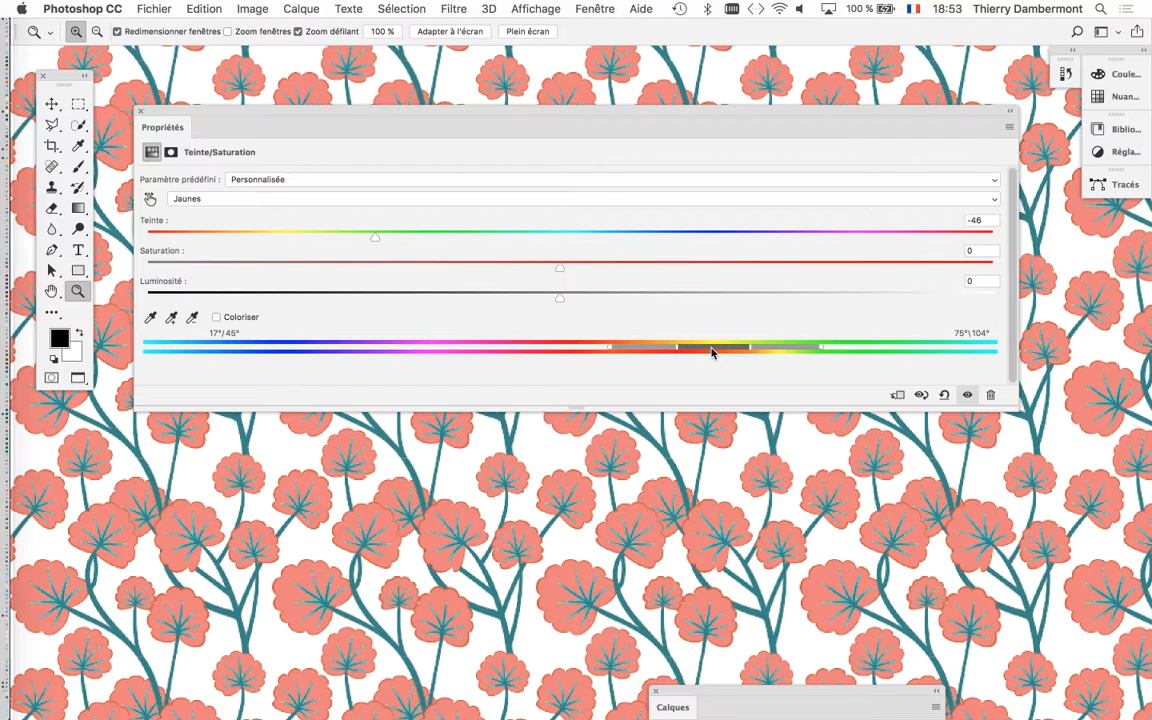 Photoshop CC Fichier Edition Image Calque Texte Sélection Filtre 3D Affichage Fenêtre Aide 100 % 18:53 Thierry Dambermont
Redimensionner fenêtres Zoom fenêtres Zoom défilant 100 % Adapter à l'écran Plein écran
Coule...
Nuan...
Biblio...
Régla...
Tracés
Propriétés
Teinte/Saturation
Paramètre prédéfini : Personnalisée
Jaunes
Teinte : -46
Saturation : 0
Luminosité : 0
Coloriser
17°/45° 75°\104°
Calques